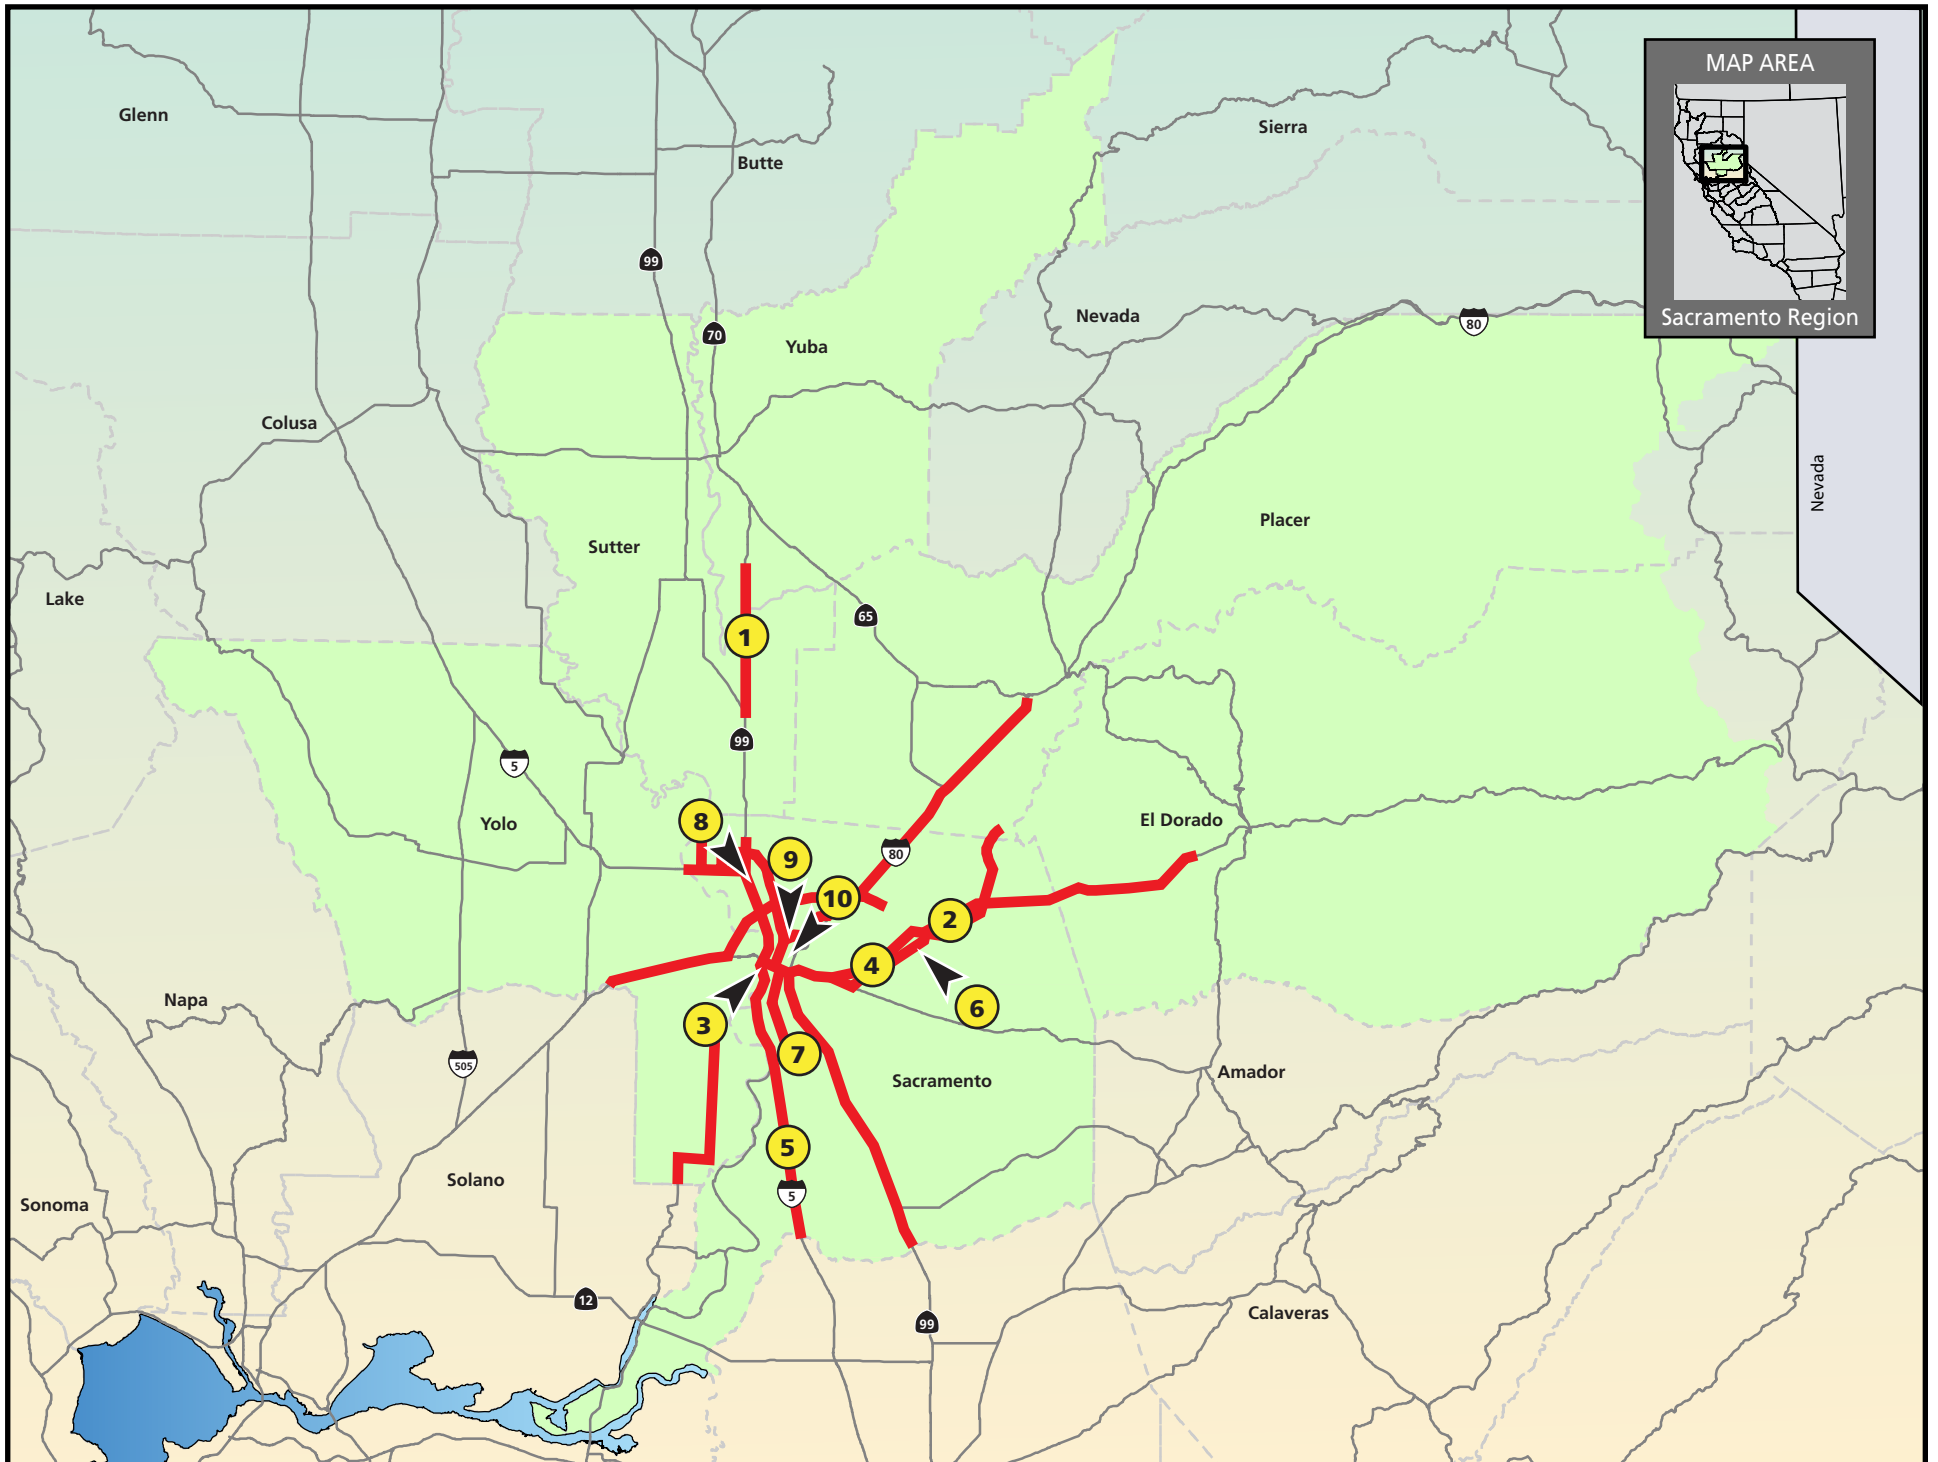 MAP AREA
Sacramento Region
Glenn
Sierra
Butte
99
Nevada
80
70
Yuba
Colusa
Nevada
Placer
Sutter
Lake
65
1
99
5
8
Yolo
El Dorado
9
80
10
2
4
Napa
6
3
7
505
Amador
Sacramento
5
Solano
5
Sonoma
12
Calaveras
99